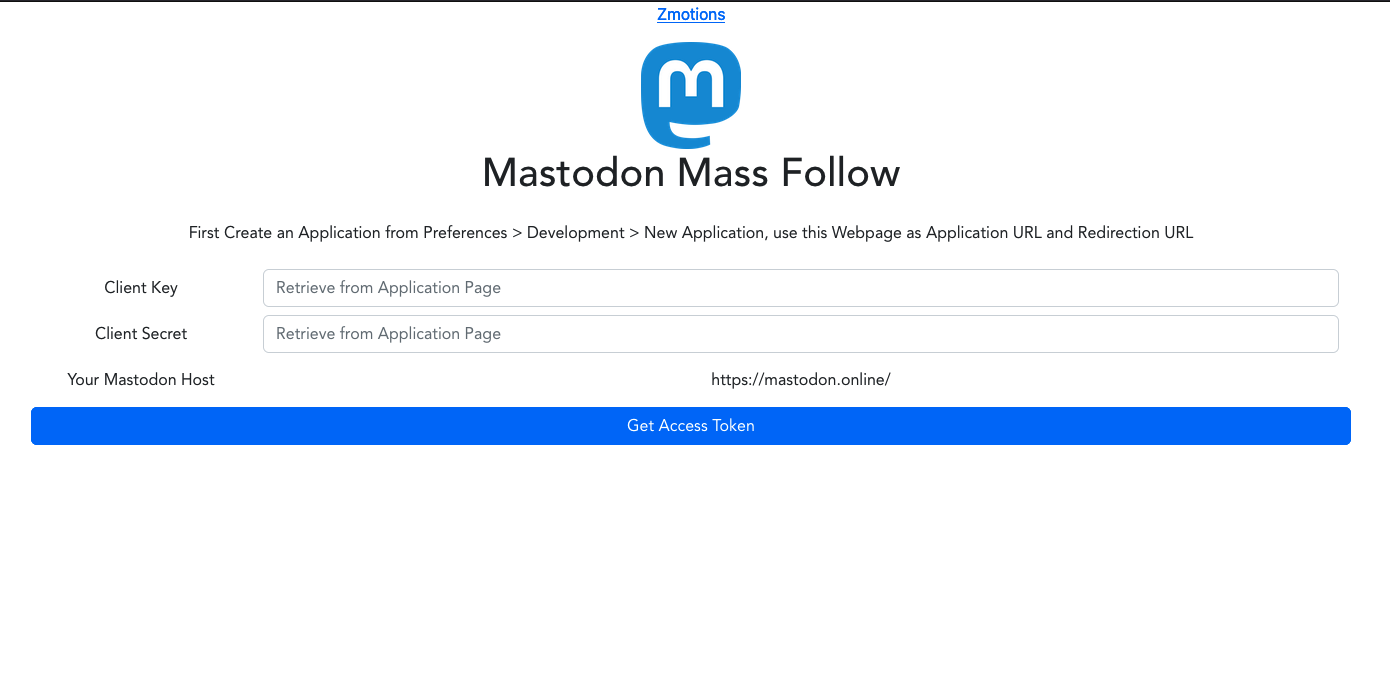 Zmotions
m
Mastodon Mass Follow
First Create an Application from Preferences > Development > New Application, use this Webpage as Application URL and Redirection URL
Client Key Retrieve from Application Page
Client Secret Retrieve from Application Page
Your Mastodon Host https://mastodon.online/
Get Access Token